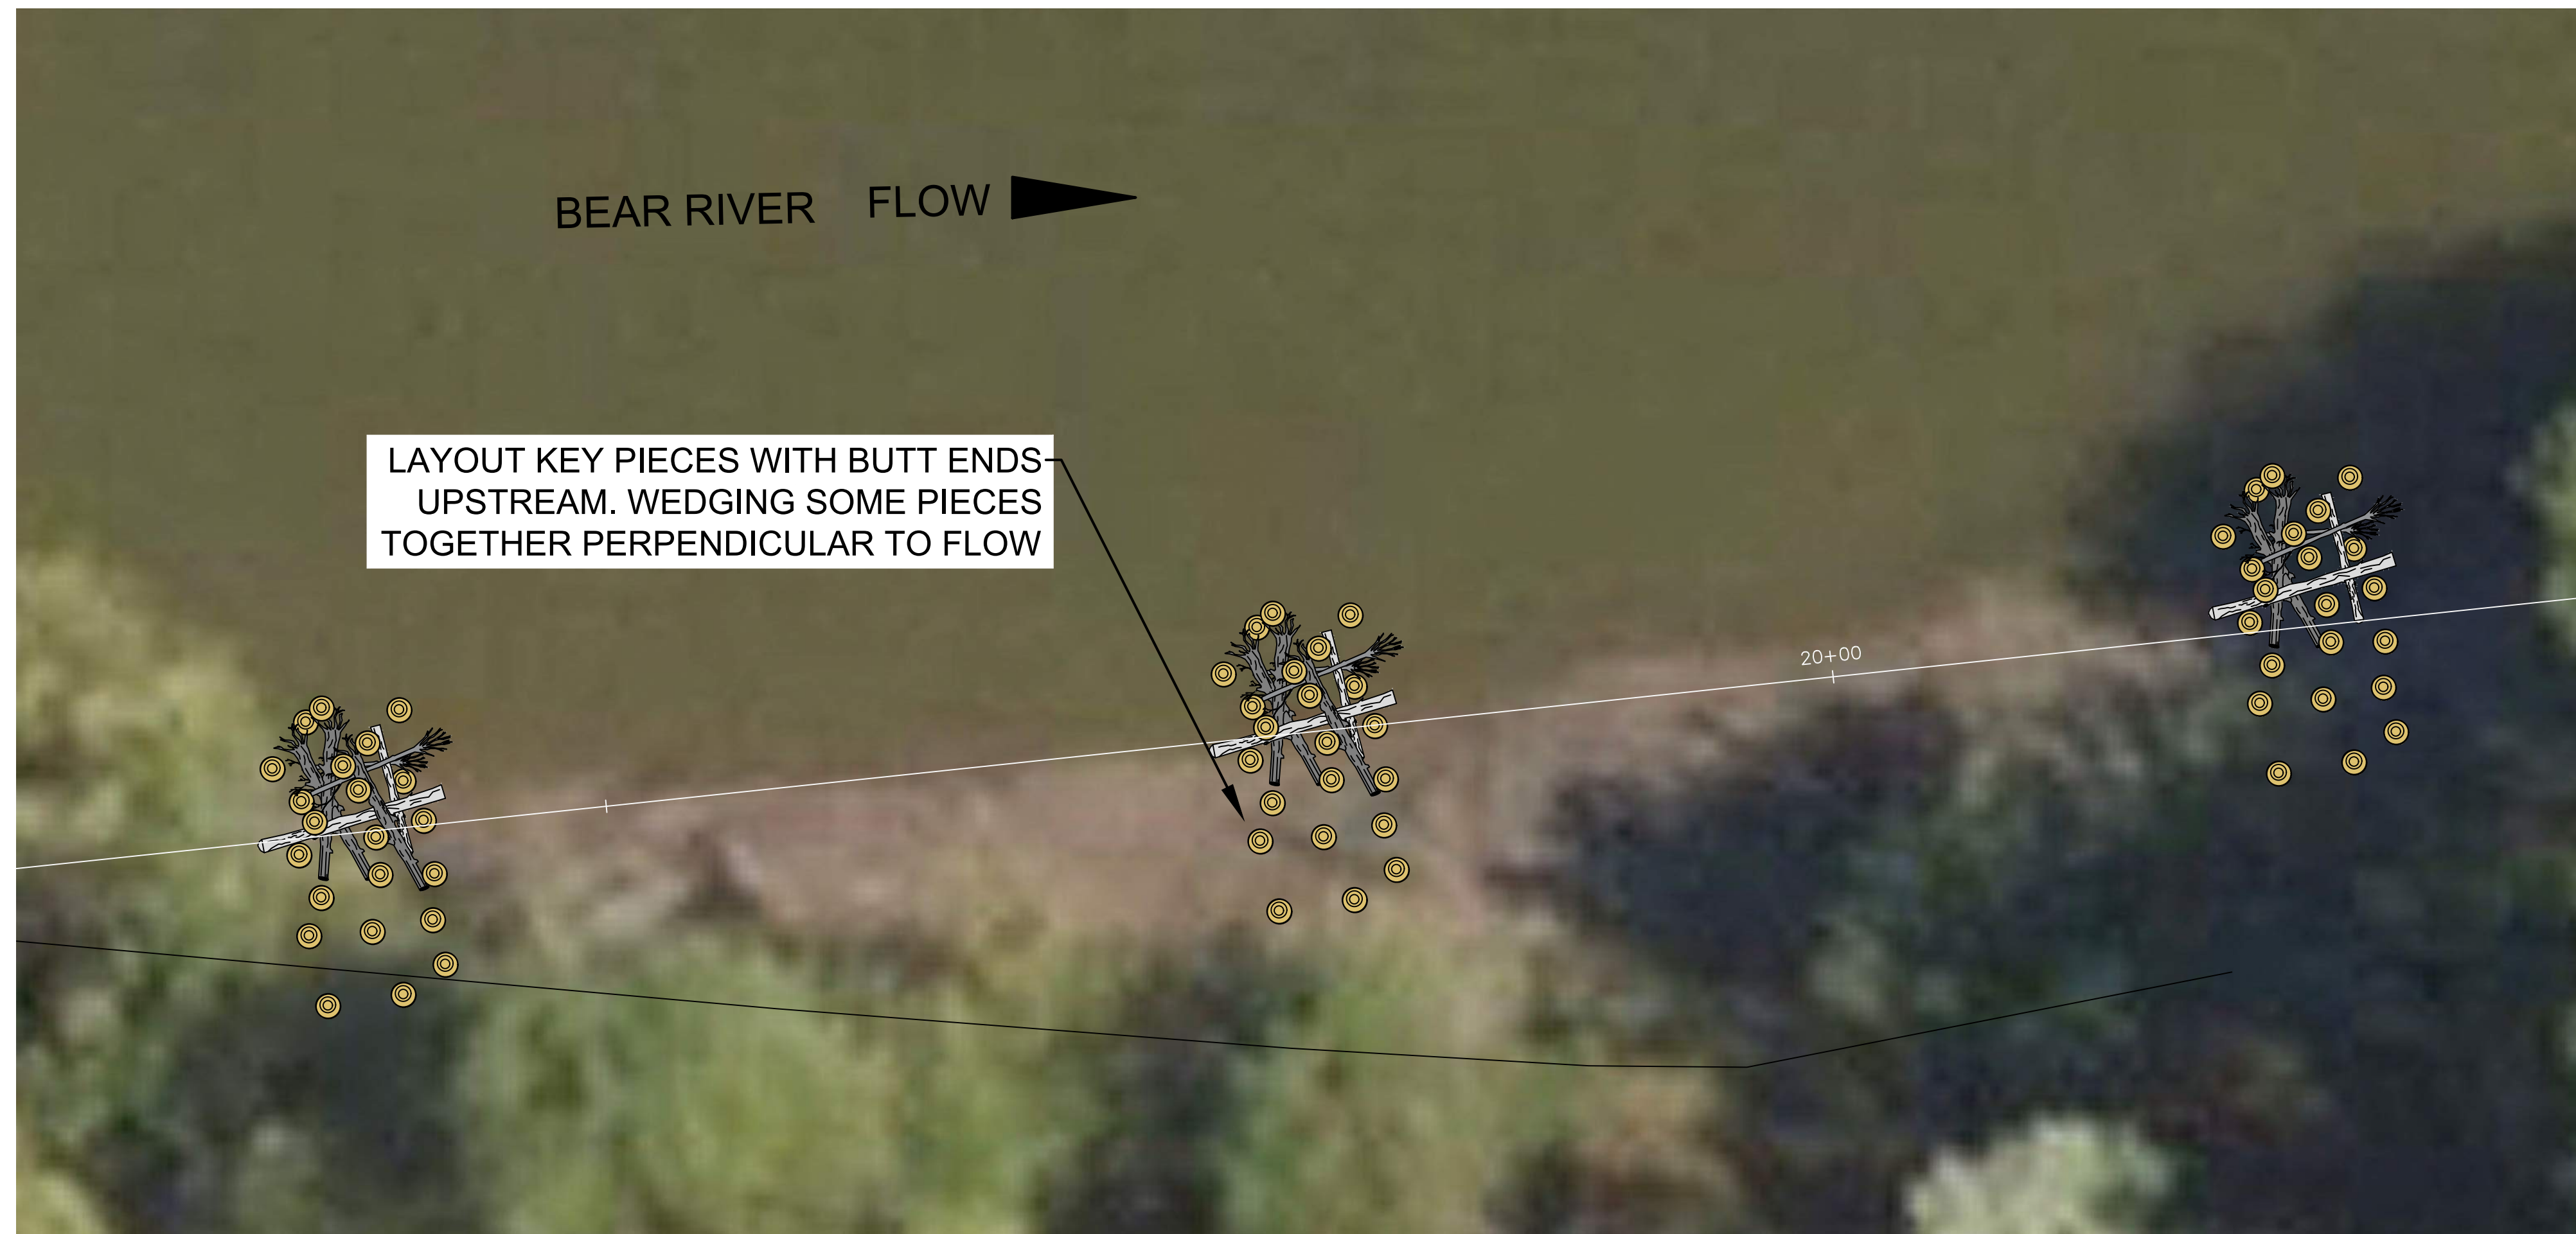 BEAR RIVER FLOW
LAYOUT KEY PIECES WITH BUTT ENDS
UPSTREAM. WEDGING SOME PIECES
TOGETHER PERPENDICULAR TO FLOW
20+00